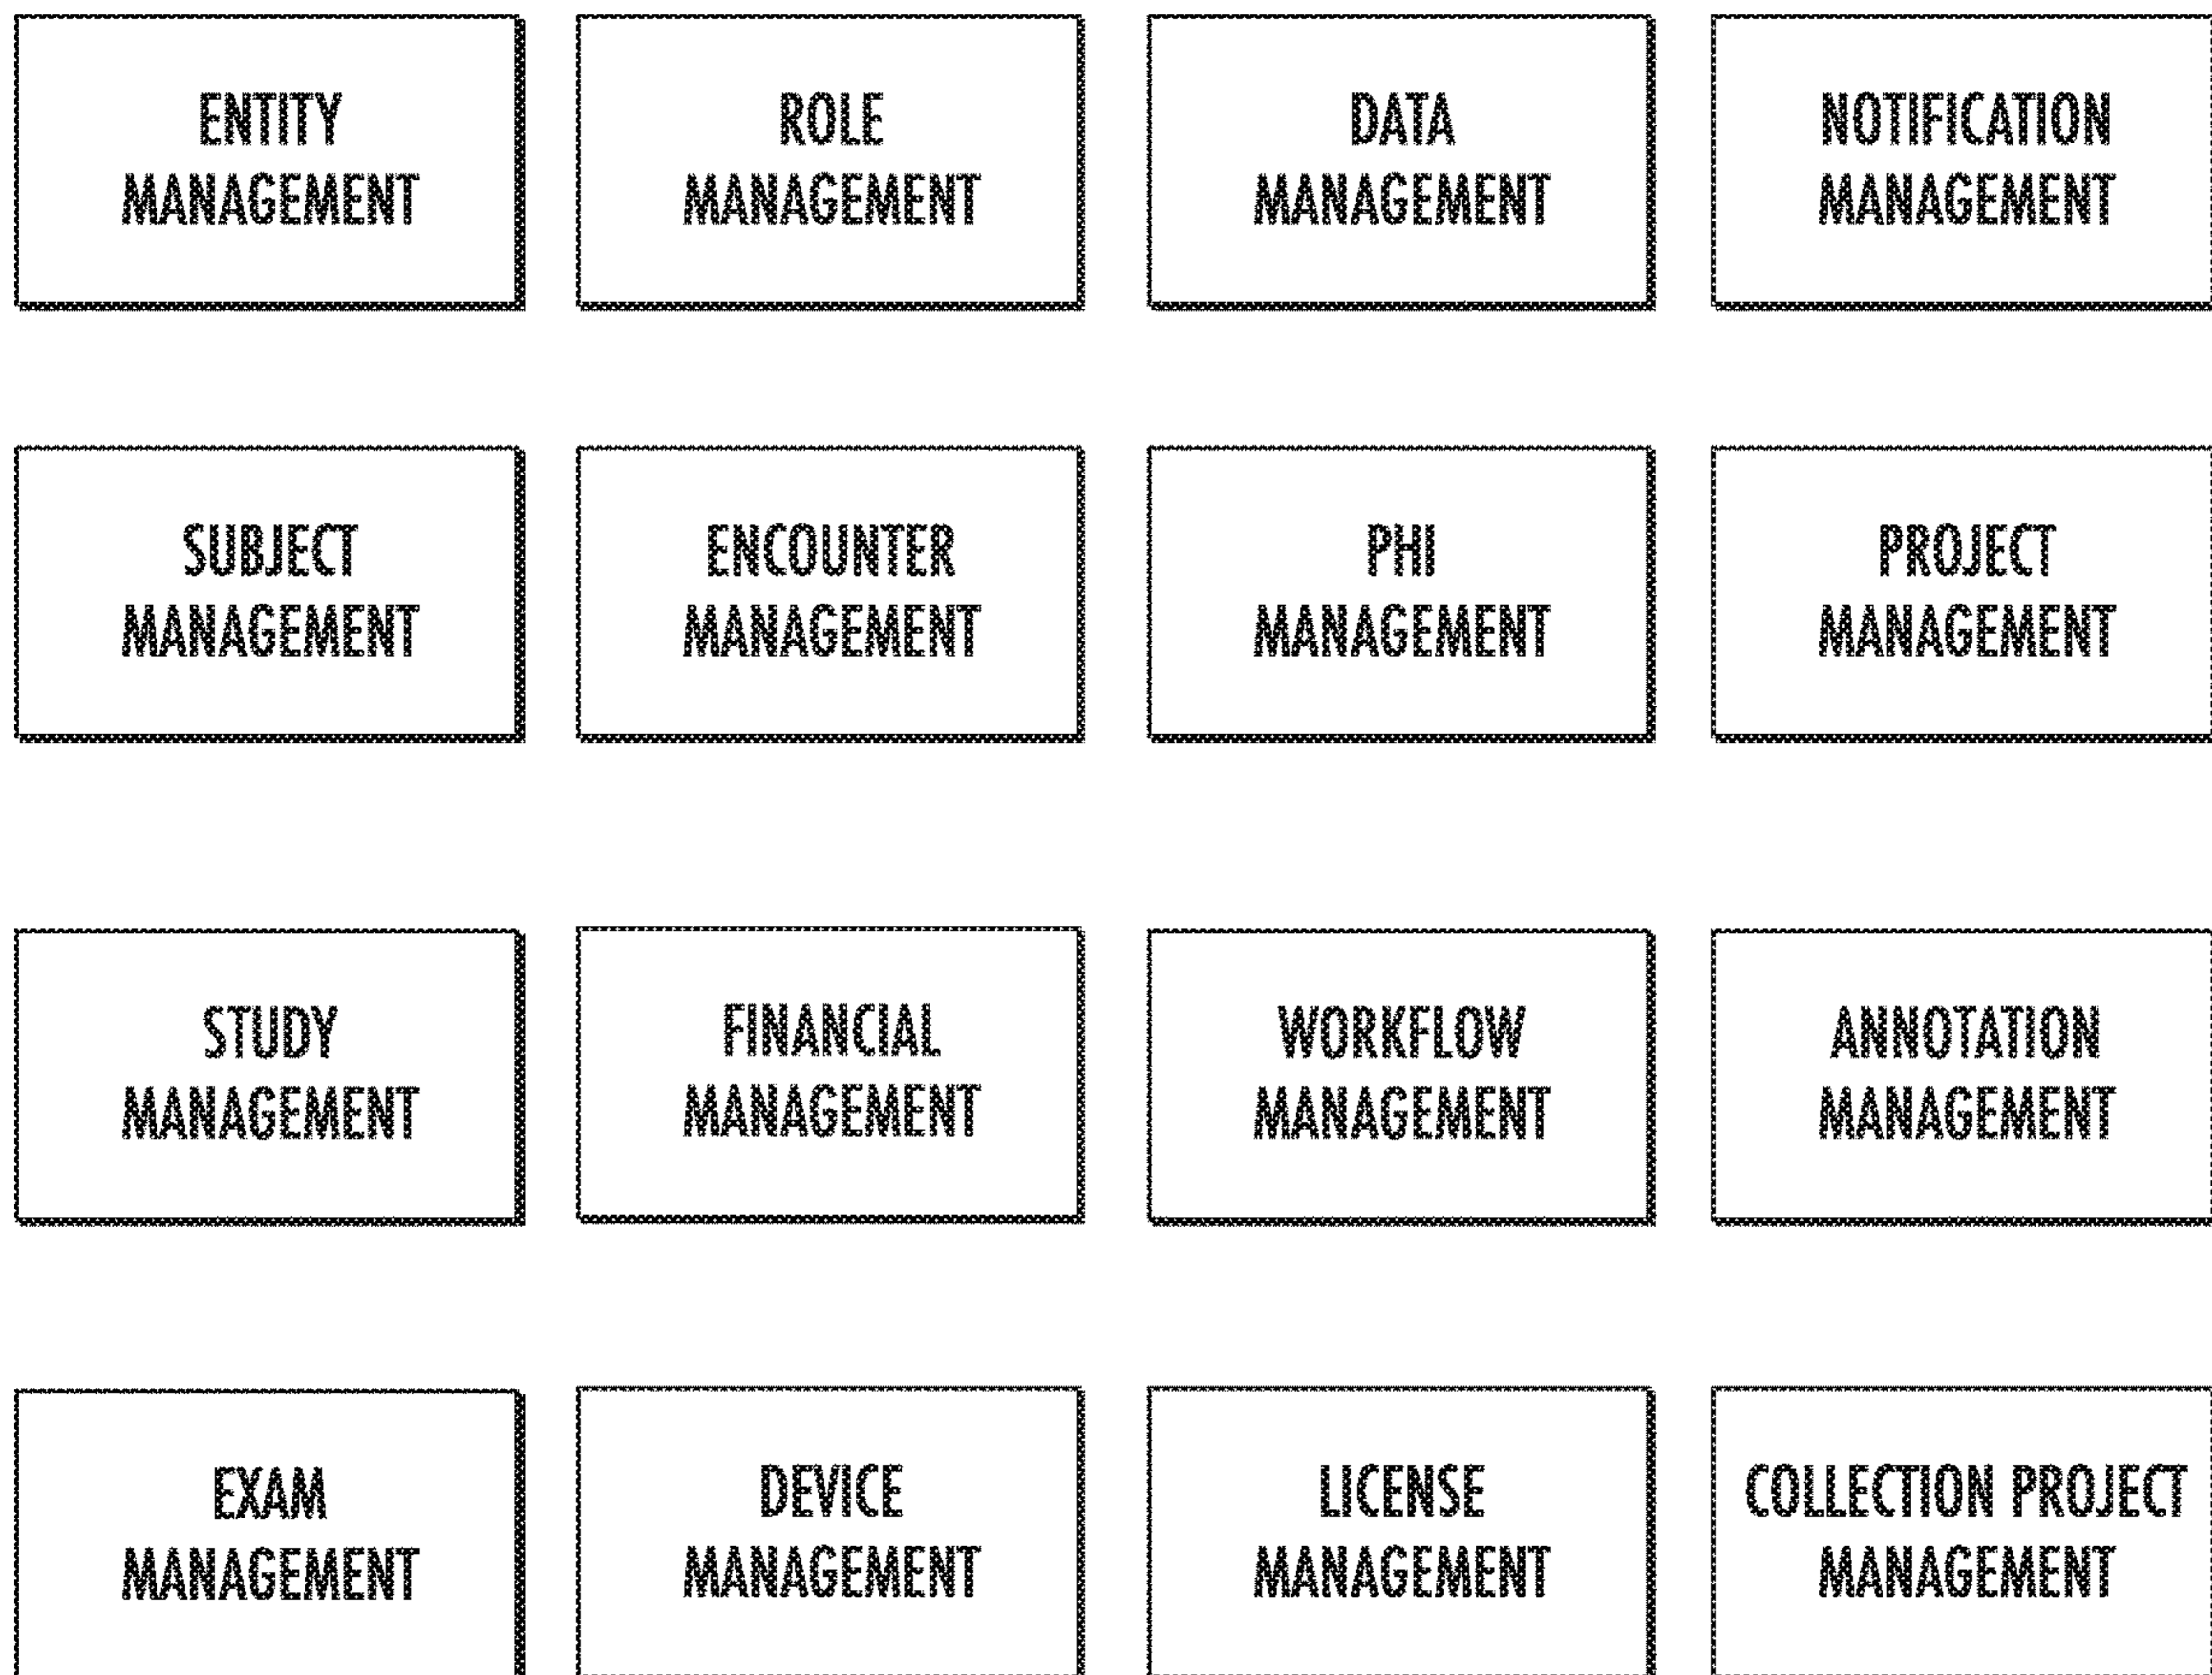 ENTITY
MANAGEMENT
ROLE
MANAGEMENT
DATA
MANAGEMENT
NOTIFICATION
MANAGEMENT
SUBJECT
MANAGEMENT
ENCOUNTER
MANAGEMENT
PHI
MANAGEMENT
PROJECT
MANAGEMENT
STUDY
MANAGEMENT
FINANCIAL
MANAGEMENT
WORKFLOW
MANAGEMENT
ANNOTATION
MANAGEMENT
EXAM
MANAGEMENT
DEVICE
MANAGEMENT
LICENSE
MANAGEMENT
COLLECTION PROJECT
MANAGEMENT